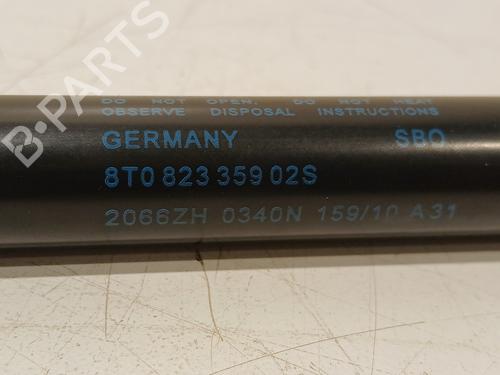 B-PARTS
DO NOT OPEN, DO NOT HEAT
OBSERVE DISPOSAL INSTRUCTIONS
GERMANY SBO
8T0 823 359 02S
2066ZH 0340N 159/10 A31